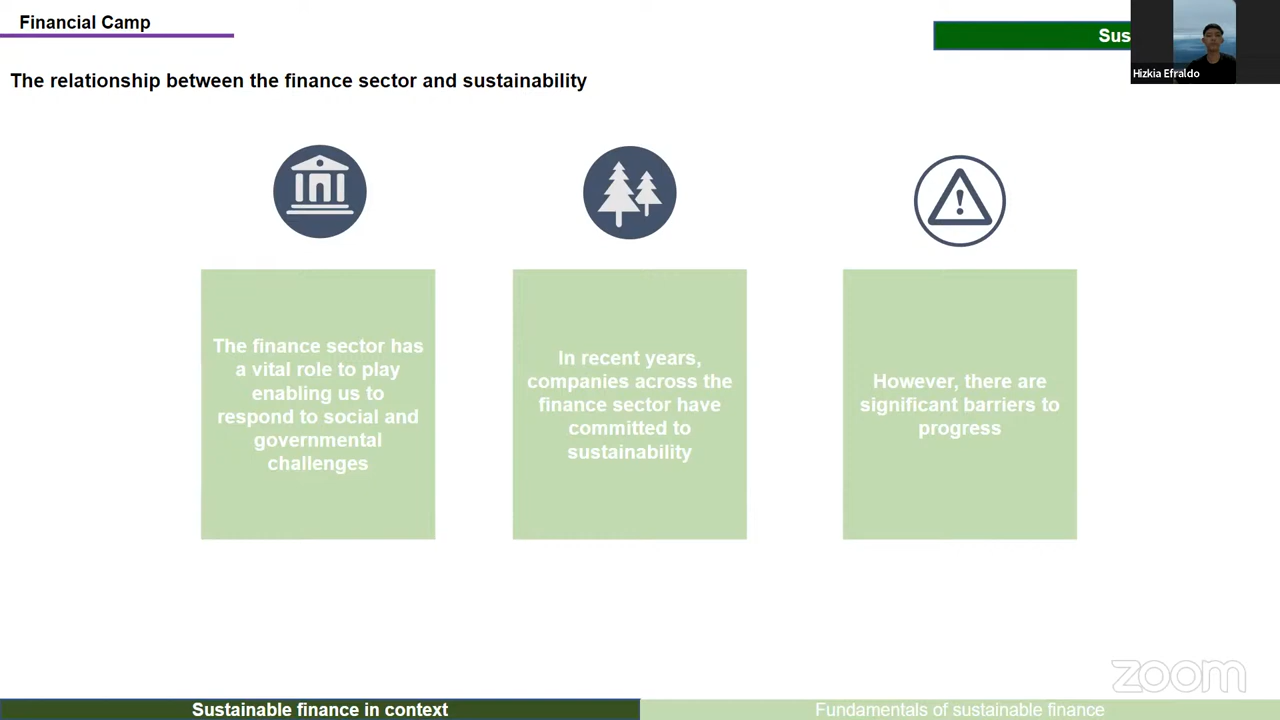 Financial Camp
Sus
Hizkia Efraldo
The relationship between the finance sector and sustainability
The finance sector has
a vital role to play
enabling us to
respond to social and
governmental
challenges
In recent years,
companies across the
finance sector have
committed to
sustainability
However, there are
significant barriers to
progress
zoom
Sustainable finance in context
Fundamentals of sustainable finance